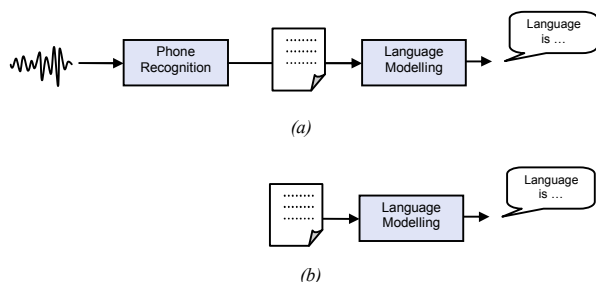 Phone
Recognition
Language
Modelling
Language
is ...
(a)
Language
Modelling
Language
is ...
(b)